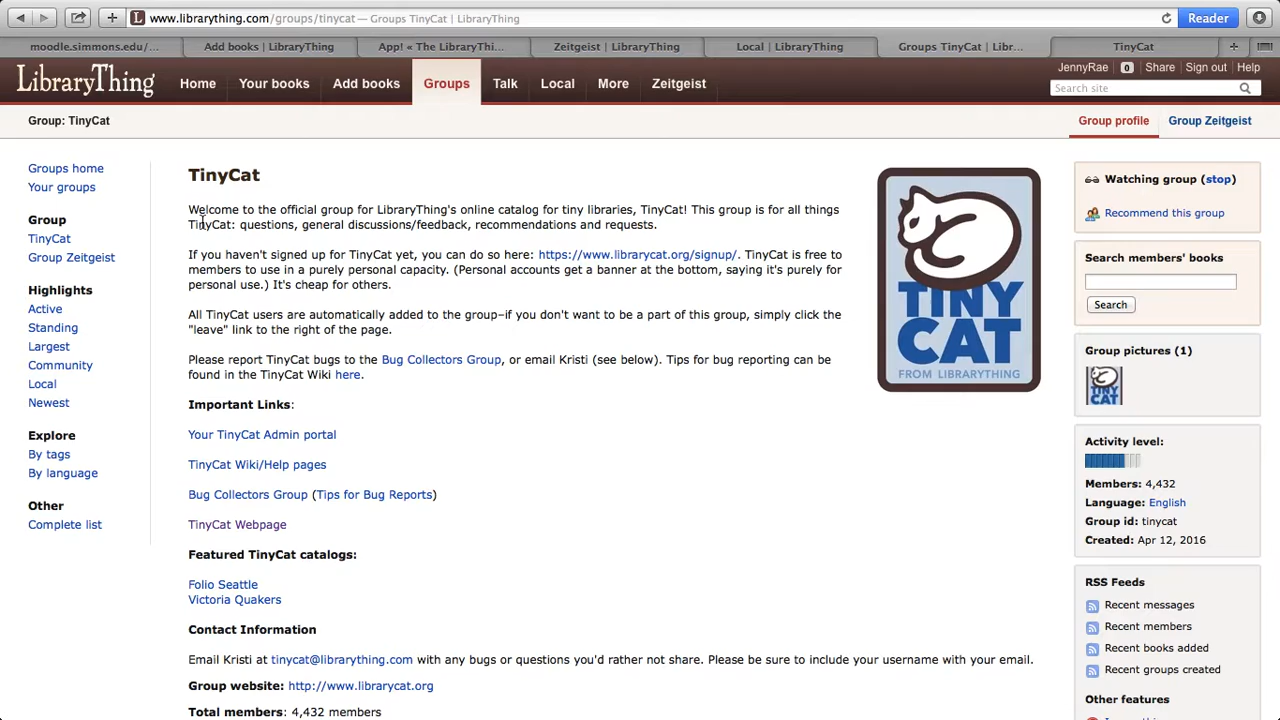 www.librarything.com/groups/tinycat — Groups TinyCat | LibraryThing
Reader
moodle.simmons.edu/...
Add books | LibraryThing
App! « The LibraryThi...
Zeitgeist | LibraryThing
Local | LibraryThing
Groups TinyCat | Libr...
TinyCat
LibraryThing
Home
Your books
Add books
Groups
Talk
Local
More
Zeitgeist
JennyRae
0
Share
Sign out
Help
Search site
Group: TinyCat
Group profile
Group Zeitgeist
Groups home
Your groups
Group
TinyCat
Group Zeitgeist
Highlights
Active
Standing
Largest
Community
Local
Newest
Explore
By tags
By language
Other
Complete list
TinyCat
Welcome to the official group for LibraryThing's online catalog for tiny libraries, TinyCat! This group is for all things
TinyCat: questions, general discussions/feedback, recommendations and requests.
If you haven't signed up for TinyCat yet, you can do so here: https://www.librarycat.org/signup/. TinyCat is free to
members to use in a purely personal capacity. (Personal accounts get a banner at the bottom, saying it's purely for
personal use.) It's cheap for others.
All TinyCat users are automatically added to the group–if you don't want to be a part of this group, simply click the
"leave" link to the right of the page.
Please report TinyCat bugs to the Bug Collectors Group, or email Kristi (see below). Tips for bug reporting can be
found in the TinyCat Wiki here.
Important Links:
Your TinyCat Admin portal
TinyCat Wiki/Help pages
Bug Collectors Group (Tips for Bug Reports)
TinyCat Webpage
Featured TinyCat catalogs:
Folio Seattle
Victoria Quakers
Contact Information
Email Kristi at tinycat@librarything.com with any bugs or questions you'd rather not share. Please be sure to include your username with your email.
Group website: http://www.librarycat.org
Total members: 4,432 members
TINY
CAT
FROM LIBRARYTHING
Watching group (stop)
Recommend this group
Search members' books
Search
Group pictures (1)
TINY
CAT
Activity level:
Members: 4,432
Language: English
Group id: tinycat
Created: Apr 12, 2016
RSS Feeds
Recent messages
Recent members
Recent books added
Recent groups created
Other features